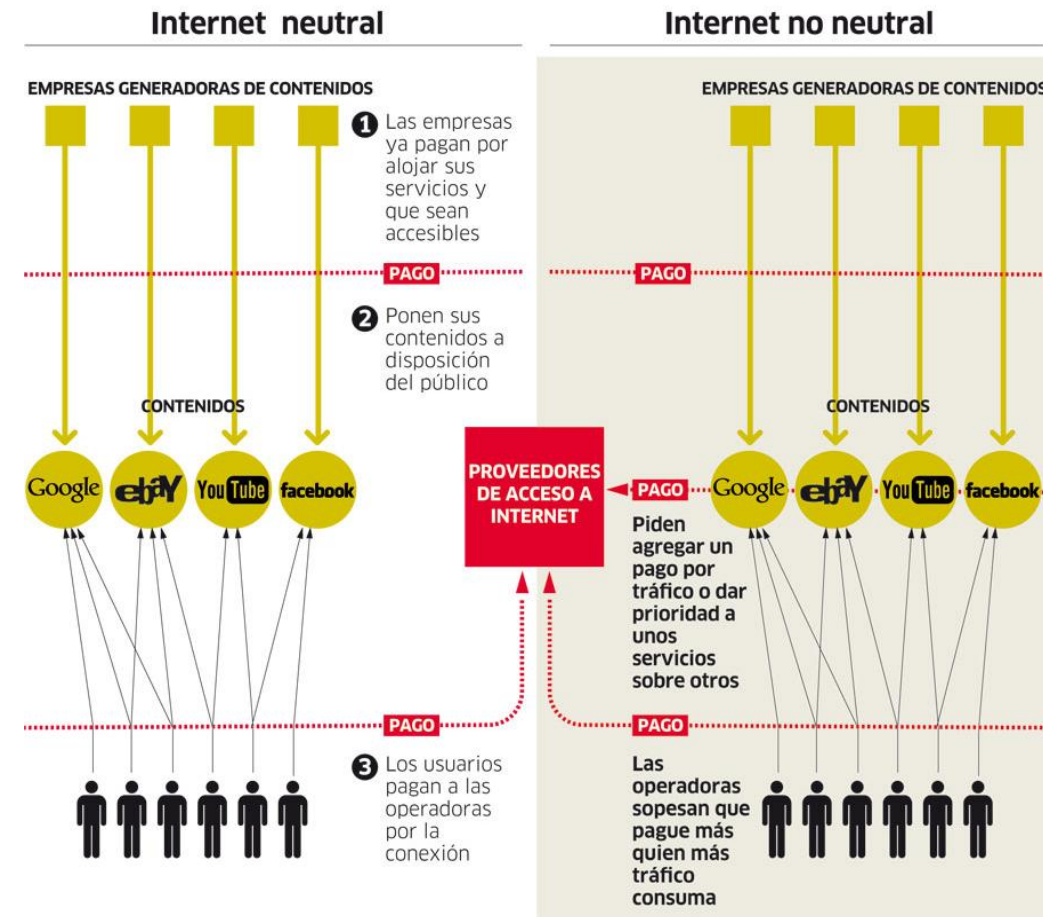 Internet neutral
EMPRESAS GENERADORAS DE CONTENIDOS
1 Las empresas
ya pagan por
alojar sus
servicios y
que sean
accesibles
PAGO
2 Ponen sus
contenidos a
disposición
del público
CONTENIDOS
Google
ebay
You Tube
facebook
PROVEEDORES
DE ACCESO A
INTERNET
PAGO
3 Los usuarios
pagan a las
operadoras
por la
conexión
Internet no neutral
EMPRESAS GENERADORAS DE CONTENIDOS
PAGO
CONTENIDOS
PAGO
Google
ebay
You Tube
facebook
Piden
agregar un
pago por
tráfico o dar
prioridad a
unos
servicios
sobre otros
PAGO
Las
operadoras
sopesan que
pague más
quien más
tráfico
consuma